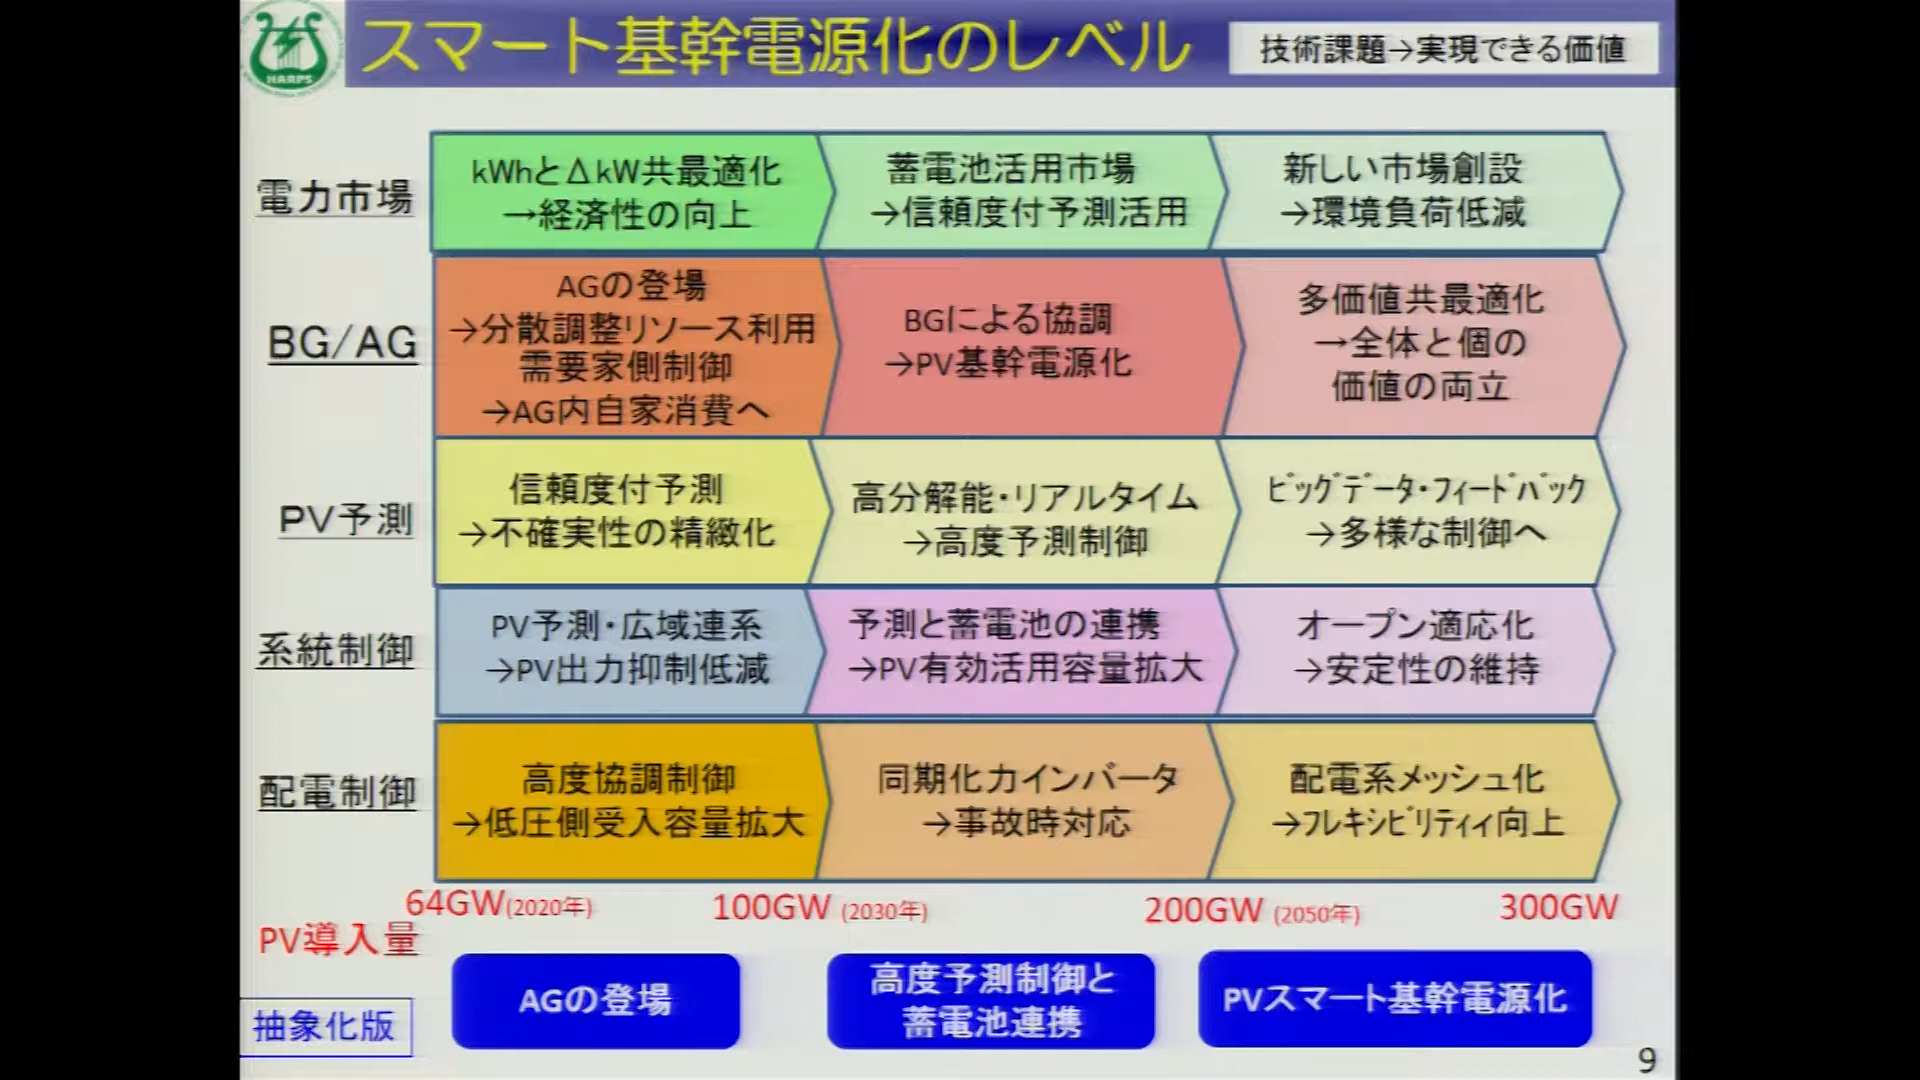 HARPS
スマート基幹電源化のレベル
技術課題→実現できる価値
電力市場
kWhとΔkW共最適化
→経済性の向上
蓄電池活用市場
→信頼度付予測活用
新しい市場創設
→環境負荷低減
BG/AG
AGの登場
→分散調整リソース利用
需要家側制御
→AG内自家消費へ
BGによる協調
→PV基幹電源化
多価値共最適化
→全体と個の
価値の両立
PV予測
信頼度付予測
→不確実性の精緻化
高分解能・リアルタイム
→高度予測制御
ビッグデータ・フィードバック
→多様な制御へ
系統制御
PV予測・広域連系
→PV出力抑制低減
予測と蓄電池の連携
→PV有効活用容量拡大
オープン適応化
→安定性の維持
配電制御
高度協調制御
→低圧側受入容量拡大
同期化力インバータ
→事故時対応
配電系メッシュ化
→フレキシビリティィ向上
PV導入量
64GW(2020年)
100GW (2030年)
200GW (2050年)
300GW
抽象化版
AGの登場
高度予測制御と
蓄電池連携
PVスマート基幹電源化
9